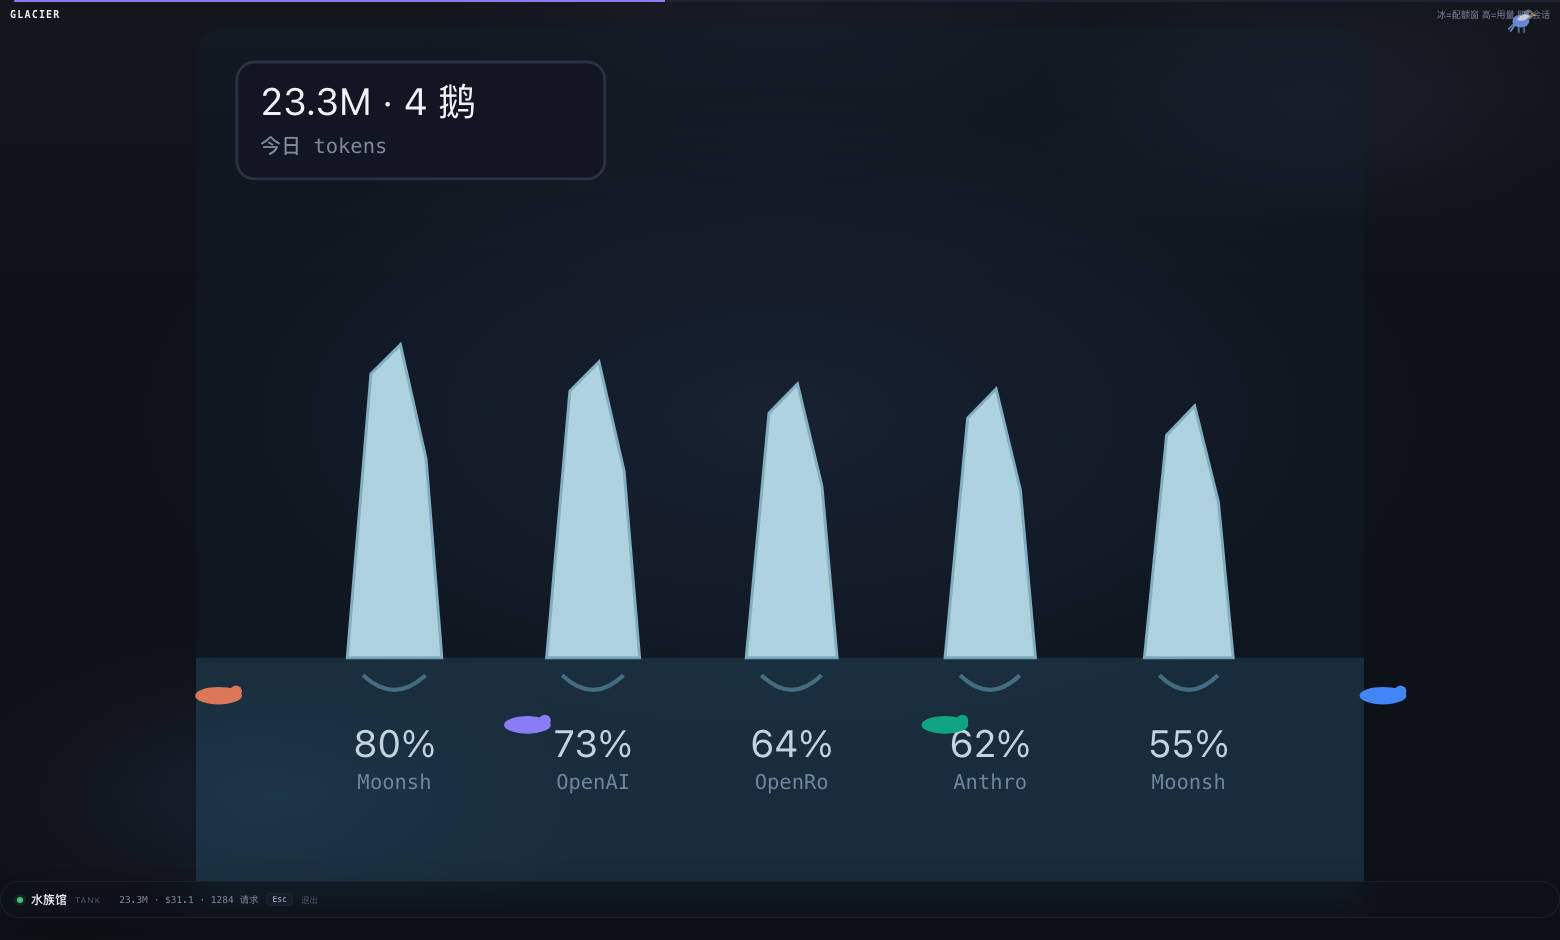 GLACIER
冰=配额窗 高=用量 会话
23.3M · 4 鹅
今日 tokens
80%
Moonsh
73%
OpenAI
64%
OpenRo
62%
Anthro
55%
Moonsh
水族馆 TANK 23.3M · $31.1 · 1284 请求 Esc 退出